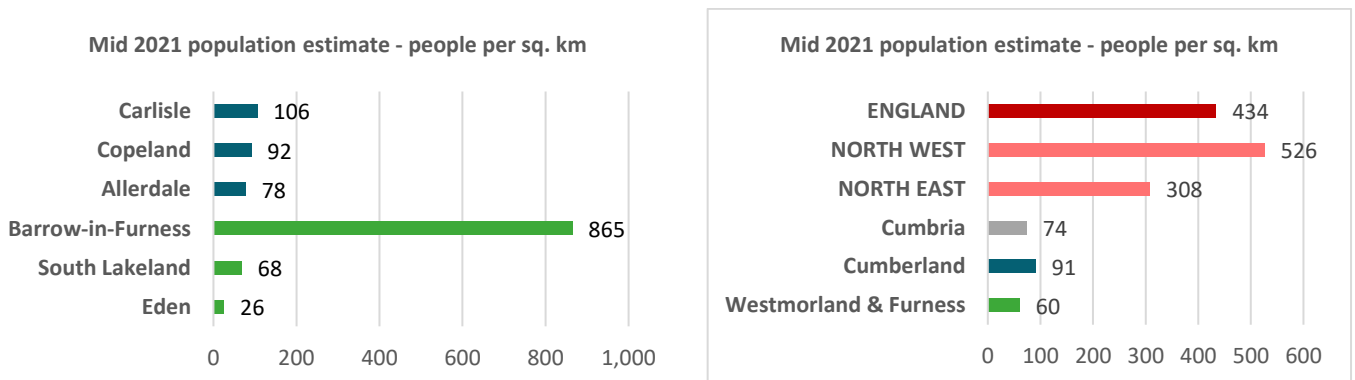 Mid 2021 population estimate - people per sq. km
Carlisle 106
Copeland 92
Allerdale 78
Barrow-in-Furness 865
South Lakeland 68
Eden 26
0 200 400 600 800 1,000
Mid 2021 population estimate - people per sq. km
ENGLAND 434
NORTH WEST 526
NORTH EAST 308
Cumbria 74
Cumberland 91
Westmorland & Furness 60
0 100 200 300 400 500 600